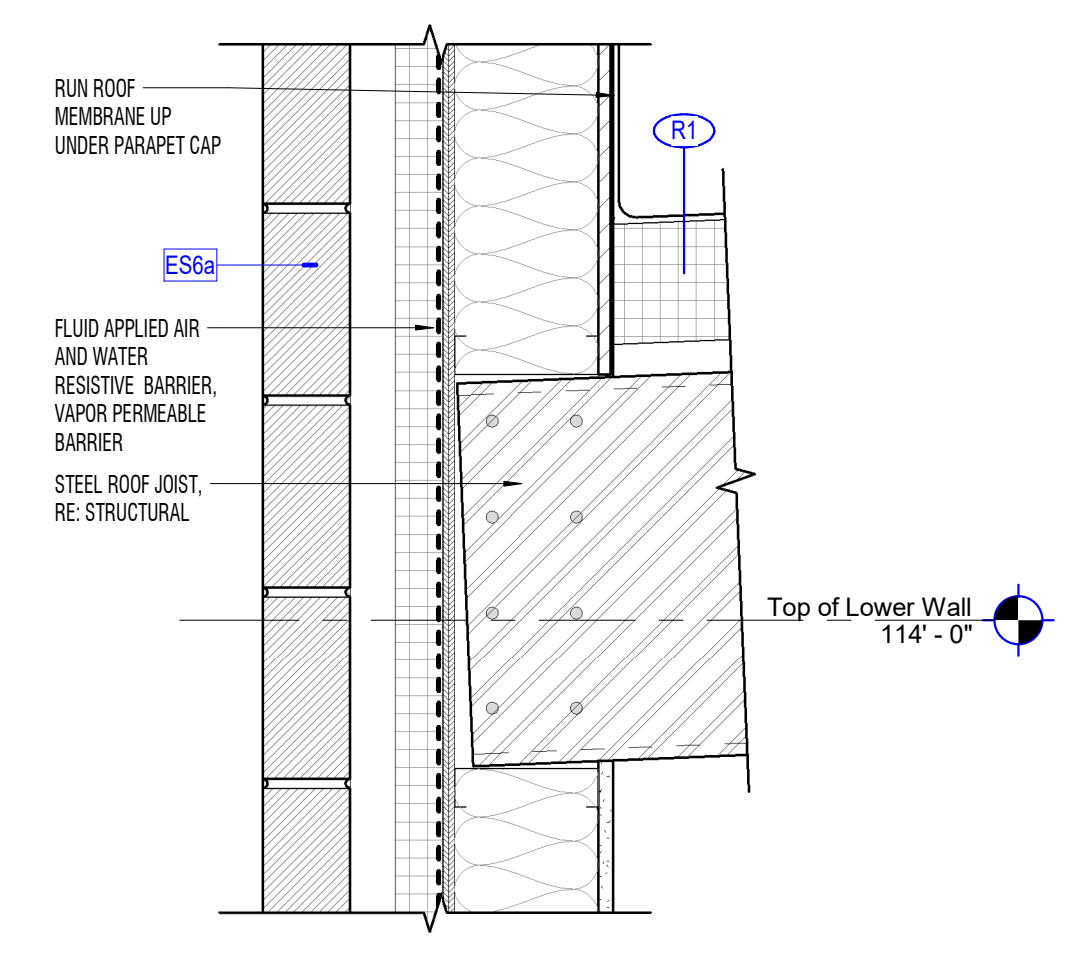 RUN ROOF
MEMBRANE UP
UNDER PARAPET CAP
R1
ES6a
FLUID APPLIED AIR
AND WATER
RESISTIVE BARRIER,
VAPOR PERMEABLE
BARRIER
STEEL ROOF JOIST,
RE: STRUCTURAL
Top of Lower Wall
114' - 0"